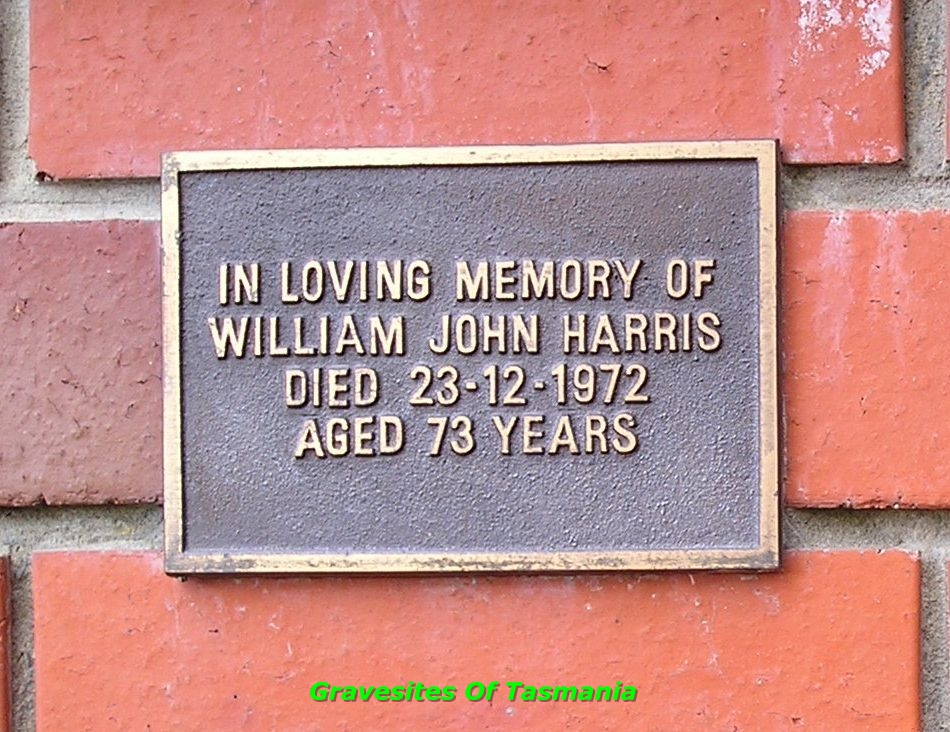 IN LOVING MEMORY OF
WILLIAM JOHN HARRIS
DIED 23-12-1972
AGED 73 YEARS
Gravesites Of Tasmania